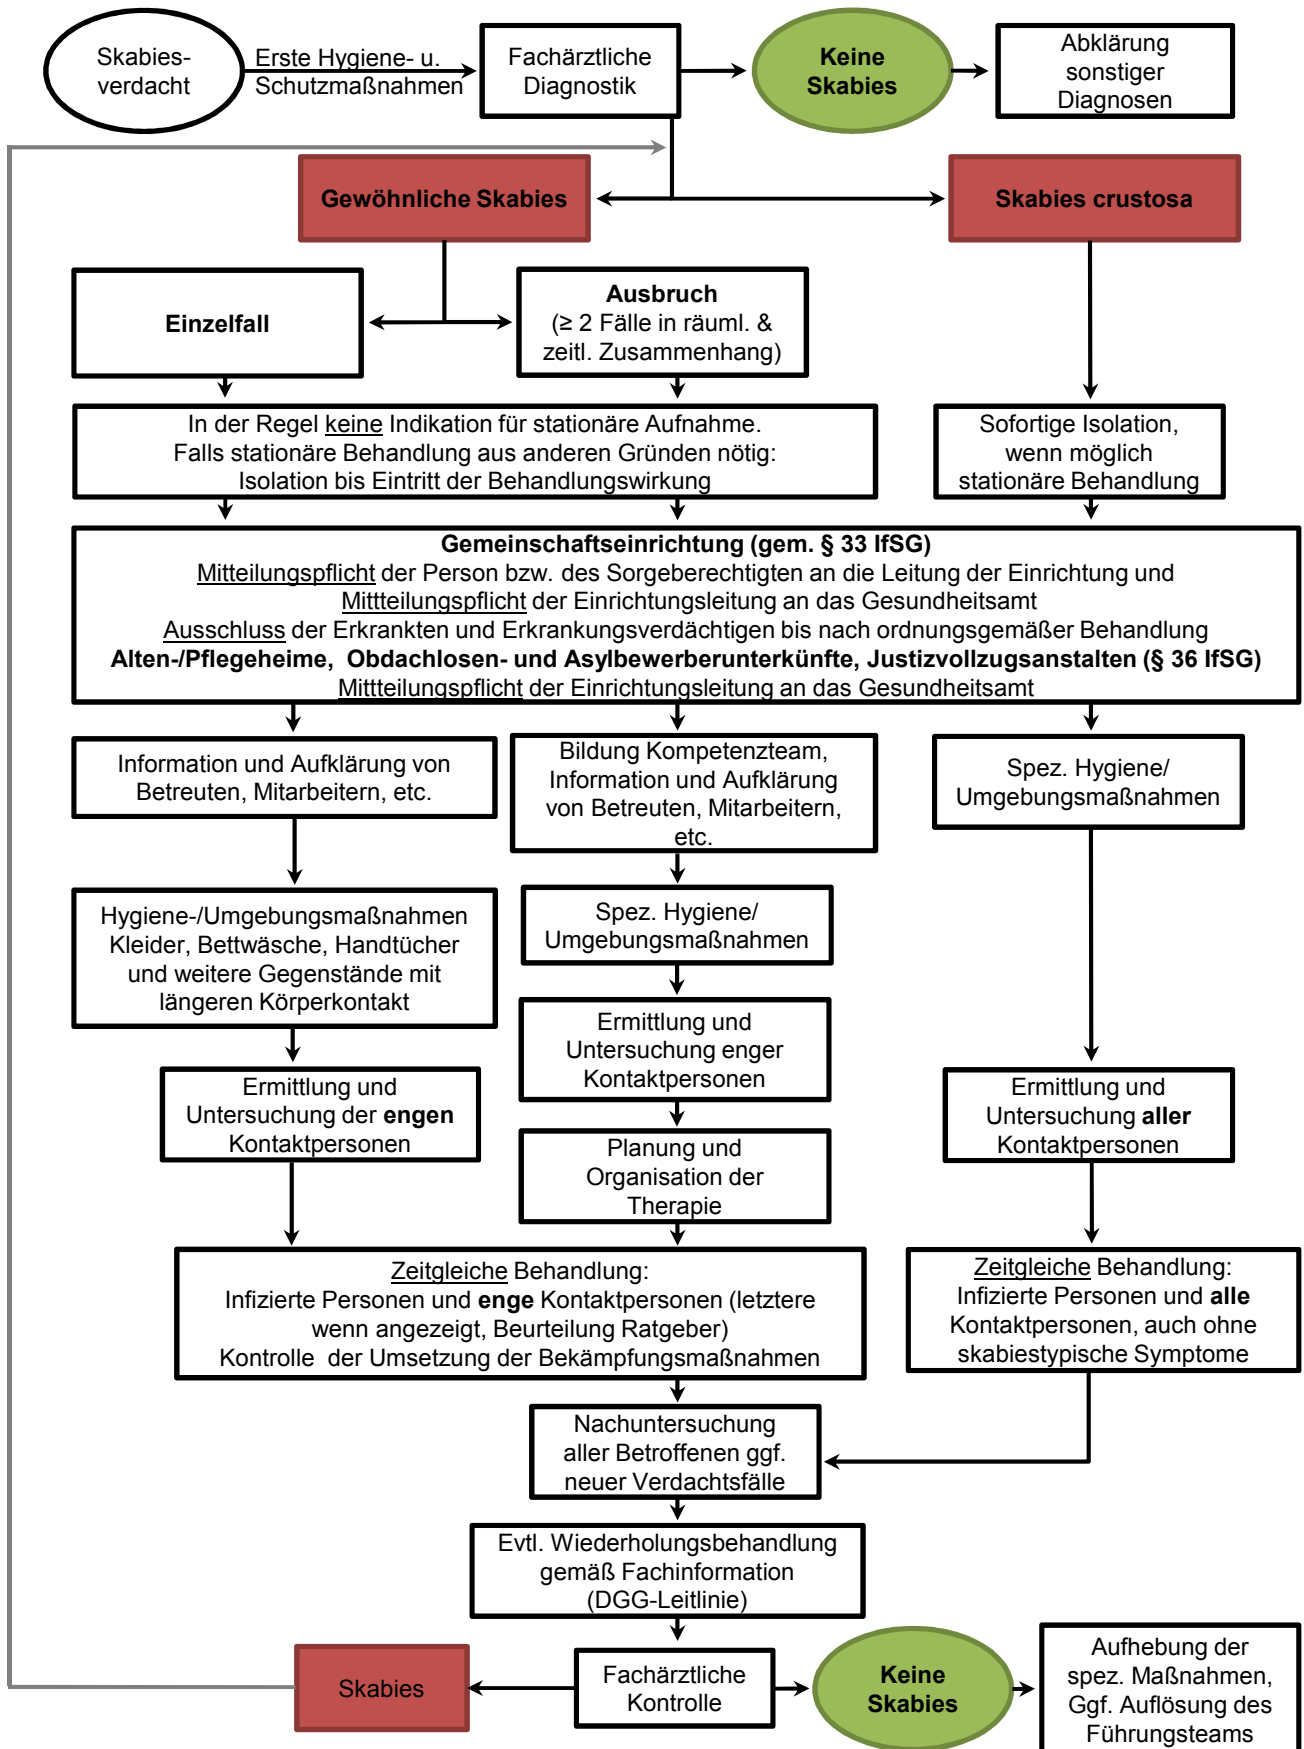 Skabies-
verdacht
Erste Hygiene- u.
Schutzmaßnahmen
Fachärztliche
Diagnostik
Keine
Skabies
Abklärung
sonstiger
Diagnosen
Gewöhnliche Skabies
Skabies crustosa
Einzelfall
Ausbruch
(≥ 2 Fälle in räuml. &
zeitl. Zusammenhang)
In der Regel keine Indikation für stationäre Aufnahme.
Falls stationäre Behandlung aus anderen Gründen nötig:
Isolation bis Eintritt der Behandlungswirkung
Sofortige Isolation,
wenn möglich
stationäre Behandlung
Gemeinschaftseinrichtung (gem. § 33 IfSG)
Mitteilungspflicht der Person bzw. des Sorgeberechtigten an die Leitung der Einrichtung und
Mittteilungspflicht der Einrichtungsleitung an das Gesundheitsamt
Ausschluss der Erkrankten und Erkrankungsverdächtigen bis nach ordnungsgemäßer Behandlung
Alten-/Pflegeheime, Obdachlosen- und Asylbewerberunterkünfte, Justizvollzugsanstalten (§ 36 IfSG)
Mittteilungspflicht der Einrichtungsleitung an das Gesundheitsamt
Information und Aufklärung von
Betreuten, Mitarbeitern, etc.
Bildung Kompetenzteam,
Information und Aufklärung
von Betreuten, Mitarbeitern,
etc.
Spez. Hygiene/
Umgebungsmaßnahmen
Hygiene-/Umgebungsmaßnahmen
Kleider, Bettwäsche, Handtücher
und weitere Gegenstände mit
längeren Körperkontakt
Spez. Hygiene/
Umgebungsmaßnahmen
Ermittlung und
Untersuchung enger
Kontaktpersonen
Ermittlung und
Untersuchung der engen
Kontaktpersonen
Ermittlung und
Untersuchung aller
Kontaktpersonen
Planung und
Organisation der
Therapie
Zeitgleiche Behandlung:
Infizierte Personen und enge Kontaktpersonen (letztere
wenn angezeigt, Beurteilung Ratgeber)
Kontrolle der Umsetzung der Bekämpfungsmaßnahmen
Zeitgleiche Behandlung:
Infizierte Personen und alle
Kontaktpersonen, auch ohne
skabiestypische Symptome
Nachuntersuchung
aller Betroffenen ggf.
neuer Verdachtsfälle
Evtl. Wiederholungsbehandlung
gemäß Fachinformation
(DGG-Leitlinie)
Skabies
Fachärztliche
Kontrolle
Keine
Skabies
Aufhebung der
spez. Maßnahmen,
Ggf. Auflösung des
Führungsteams